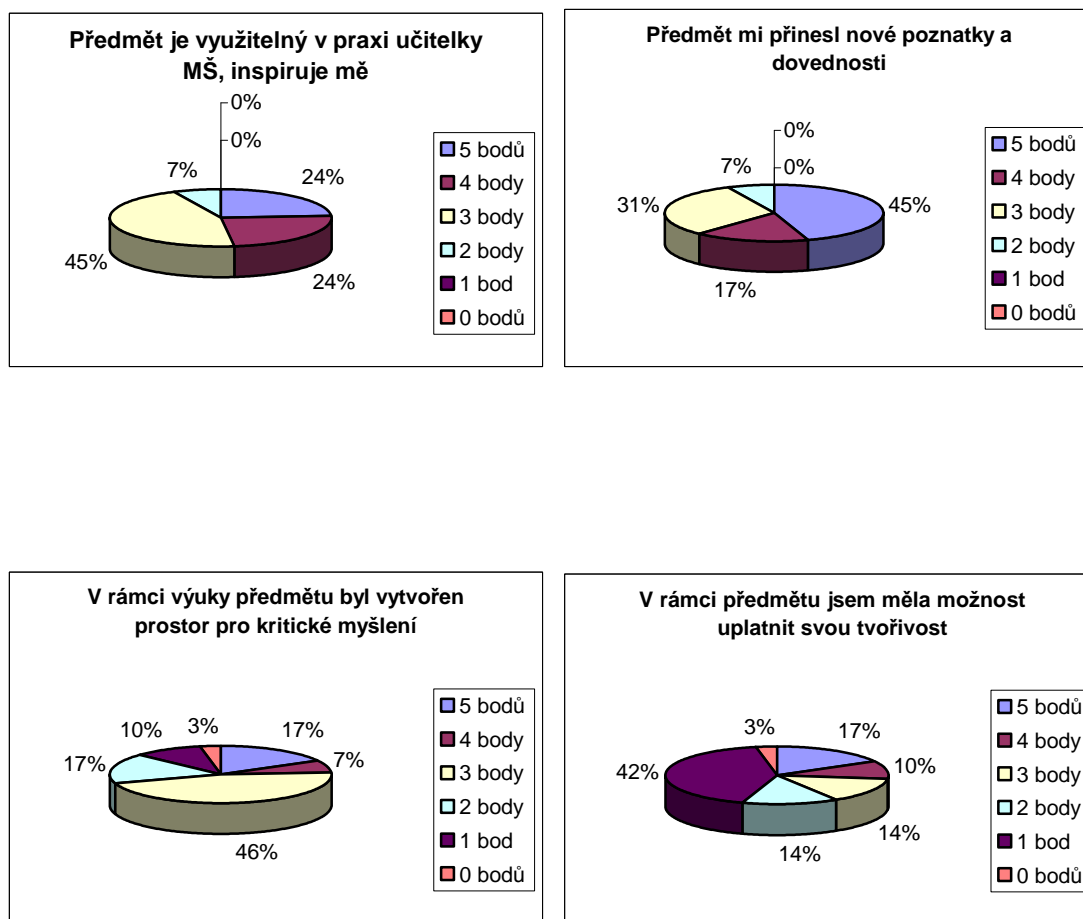 Předmět je využitelný v praxi učitelky
MŠ, inspiruje mě
0%
0%
7%
24%
45%
24%
5 bodů
4 body
3 body
2 body
1 bod
0 bodů
Předmět mi přinesl nové poznatky a
dovednosti
0%
0%
7%
31%
45%
17%
5 bodů
4 body
3 body
2 body
1 bod
0 bodů
V rámci výuky předmětu byl vytvořen
prostor pro kritické myšlení
10%
3%
17%
17%
7%
46%
5 bodů
4 body
3 body
2 body
1 bod
0 bodů
V rámci předmětu jsem měla možnost
uplatnit svou tvořivost
3%
17%
42%
10%
14%
14%
5 bodů
4 body
3 body
2 body
1 bod
0 bodů